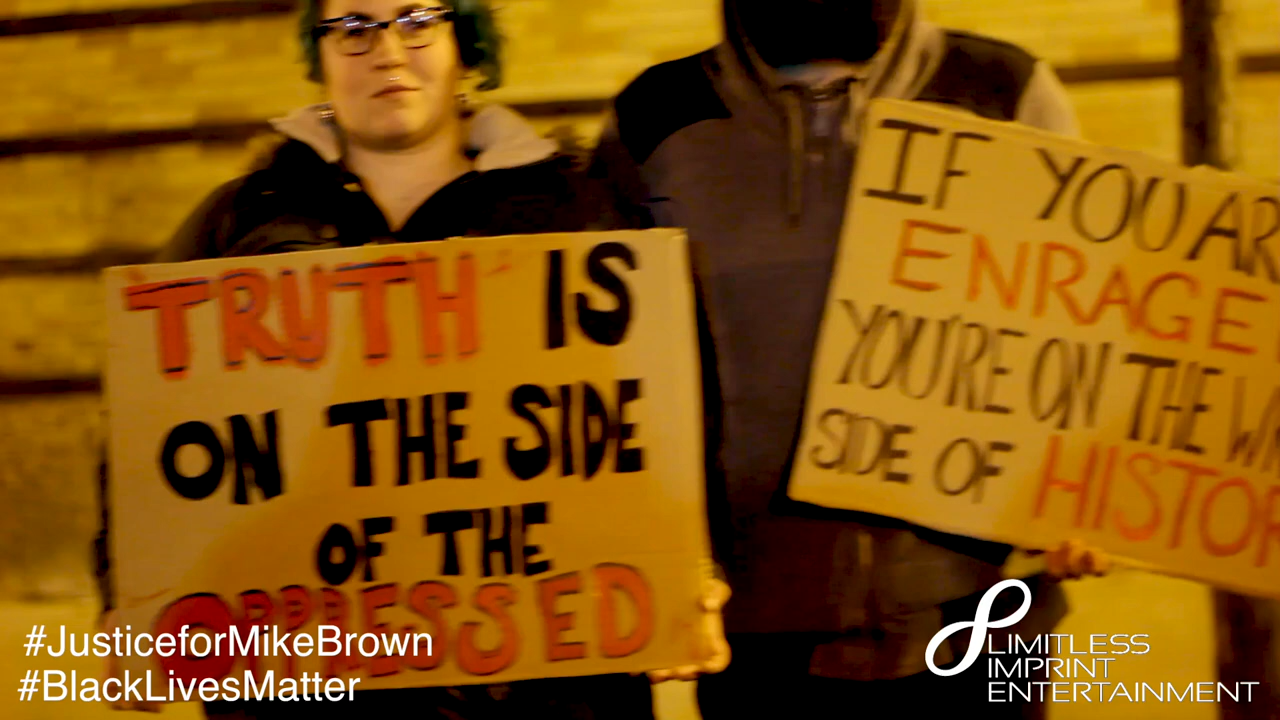 "TRUTH" IS
ON THE SIDE
OF THE
OPPRESSED
IF YOU AR
ENRAGE
YOU'RE ON THE W
SIDE OF HISTOR
#JusticeforMikeBrown
#BlackLivesMatter
LIMITLESS
IMPRINT
ENTERTAINMENT